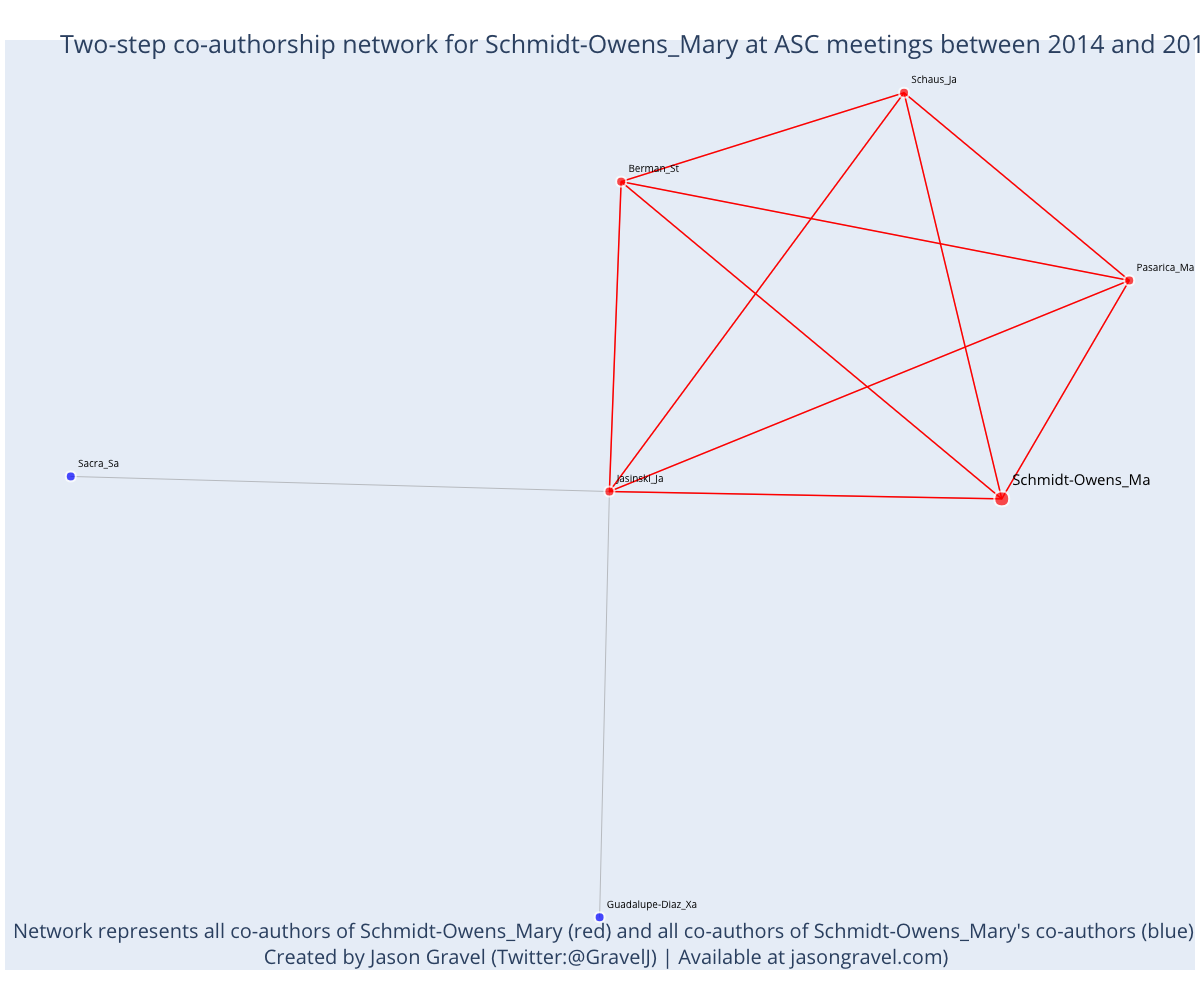 Two-step co-authorship network for Schmidt-Owens_Mary at ASC meetings between 2014 and 201
Schaus_Ja
Berman_St
Pasarica_Ma
Sacra_Sa
Jasinski_Ja
Schmidt-Owens_Ma
Guadalupe-Diaz_Xa
Network represents all co-authors of Schmidt-Owens_Mary (red) and all co-authors of Schmidt-Owens_Mary's co-authors (blue)
Created by Jason Gravel (Twitter:@GravelJ) | Available at jasongravel.com)